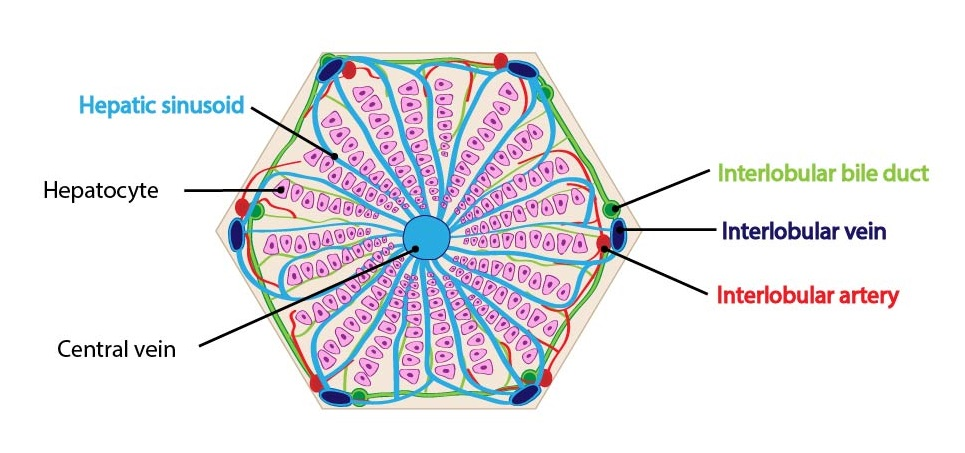 Hepatic sinusoid
Hepatocyte
Central vein
Interlobular bile duct
Interlobular vein
Interlobular artery